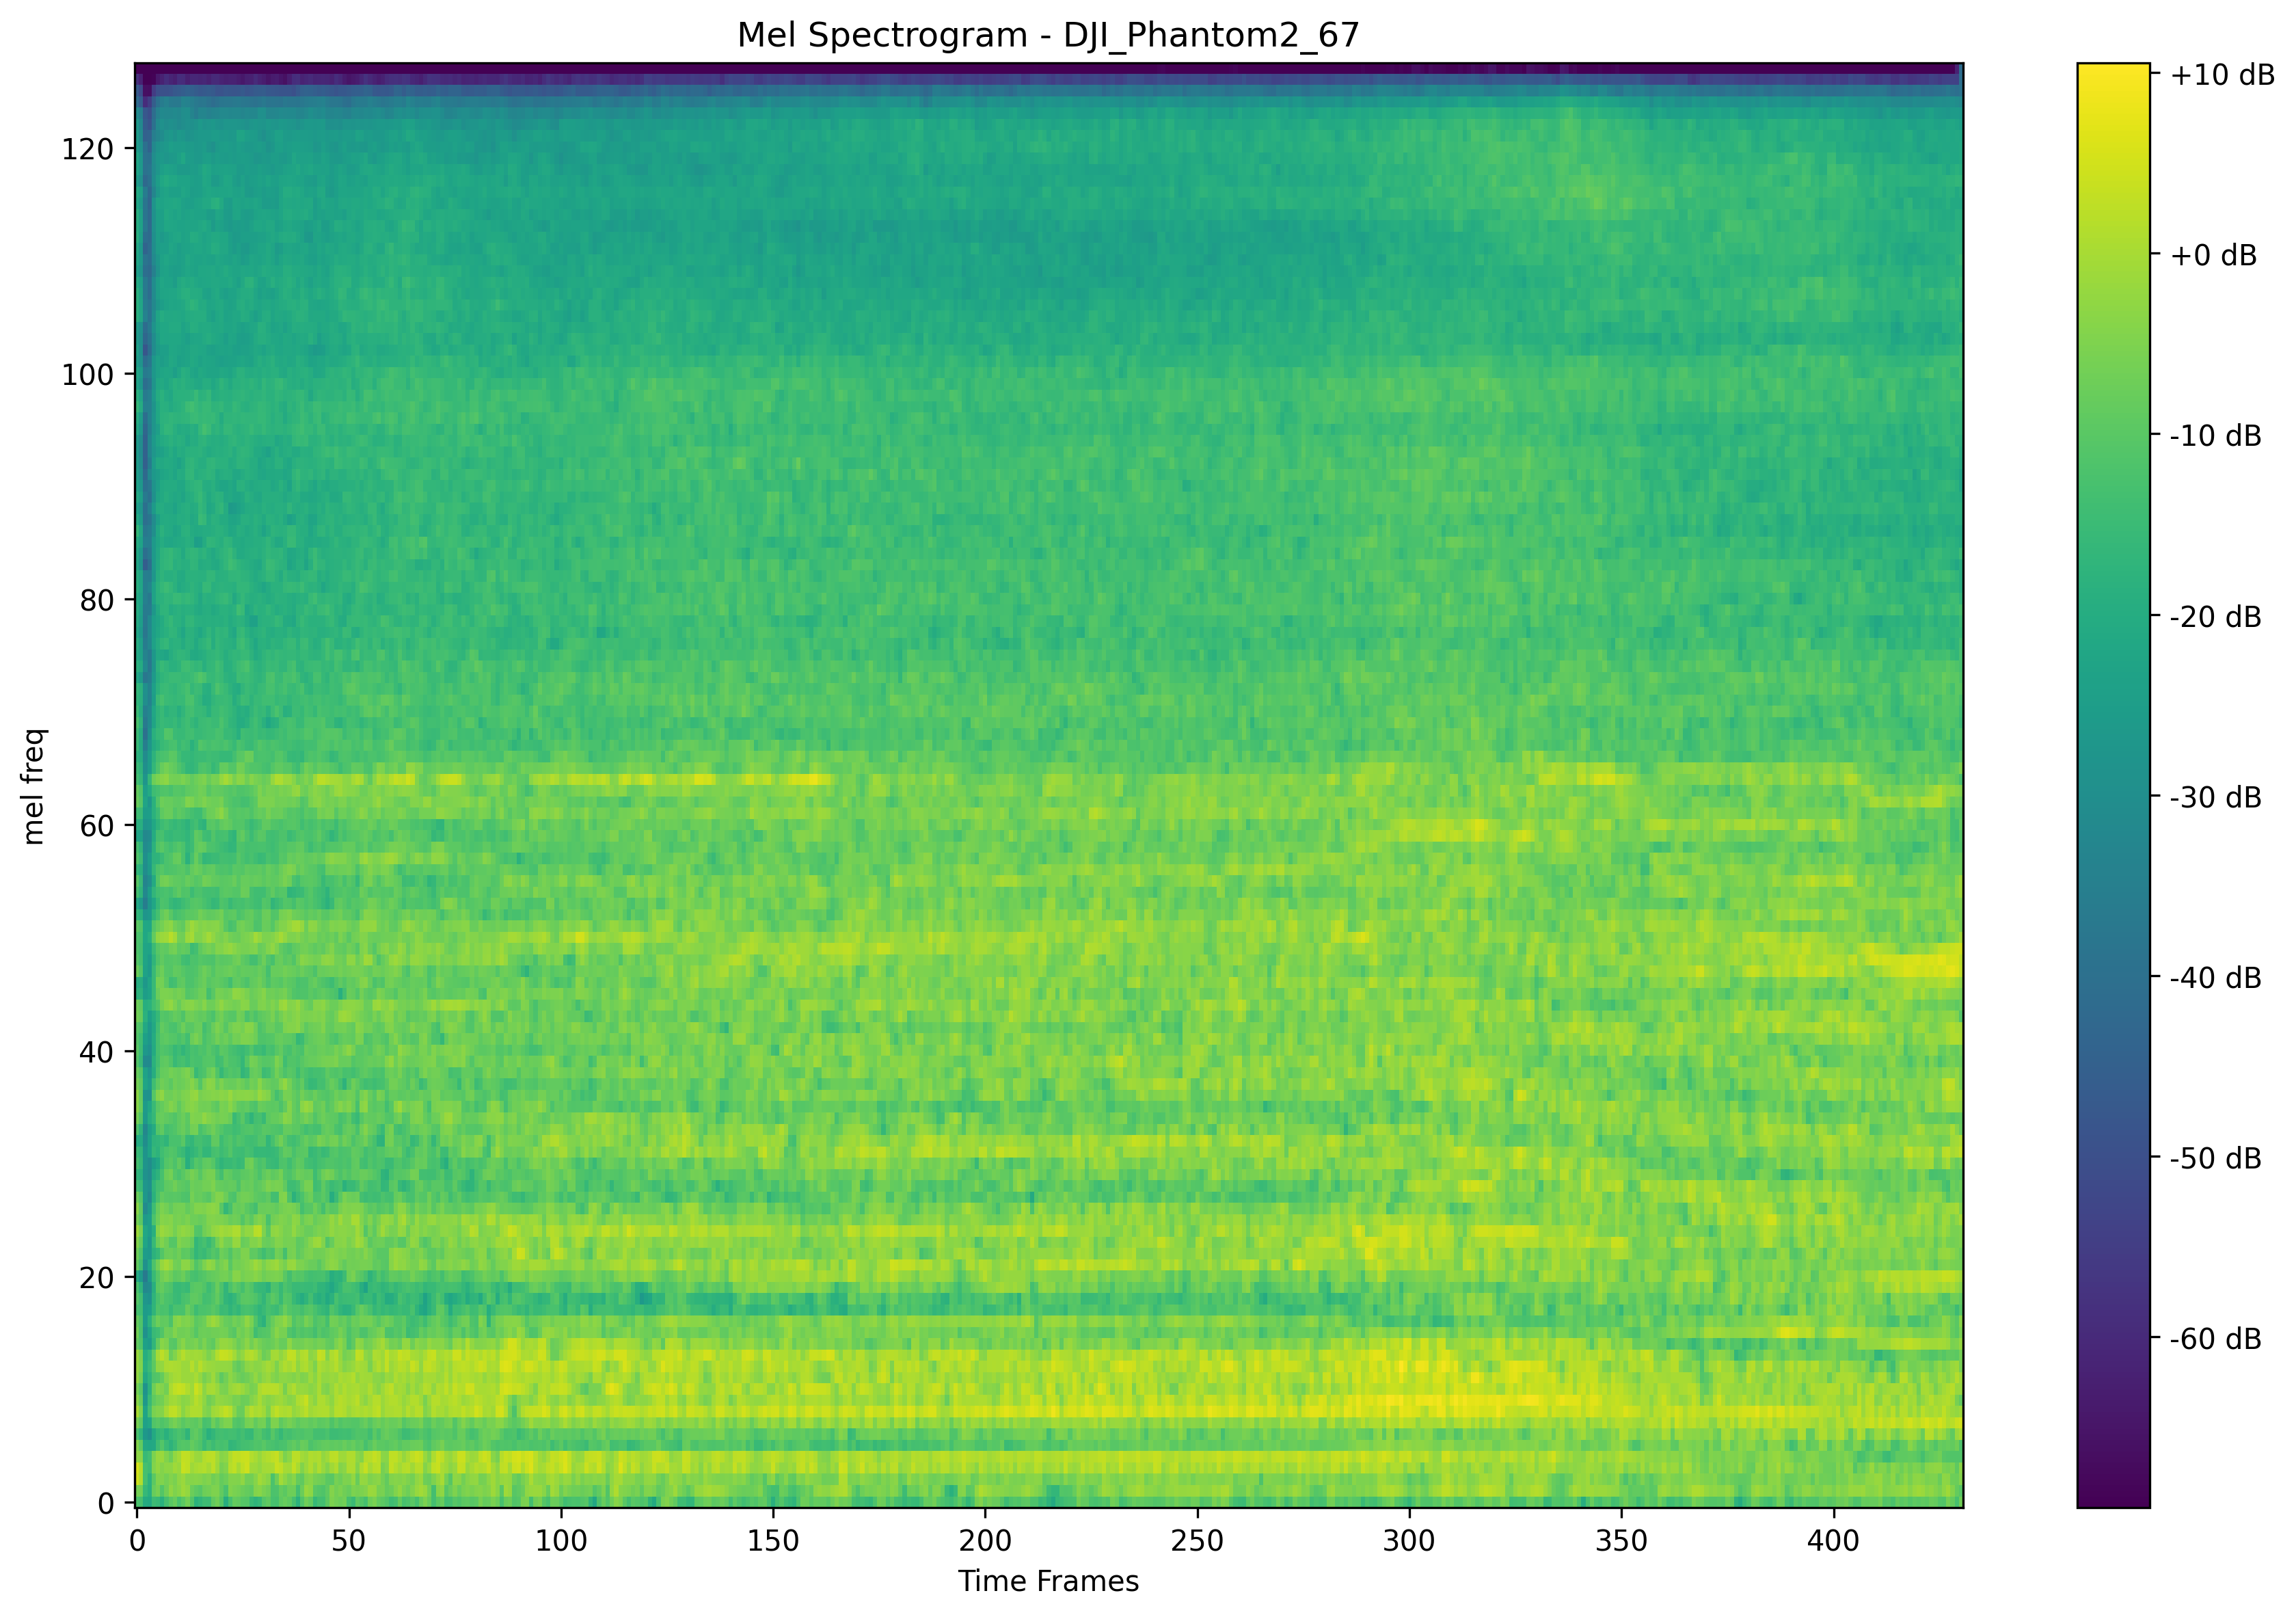 Mel Spectrogram - DJI_Phantom2_67
mel freq
120
100
80
60
40
20
0
0 50 100 150 200 250 300 350 400
Time Frames
+10 dB
+0 dB
-10 dB
-20 dB
-30 dB
-40 dB
-50 dB
-60 dB